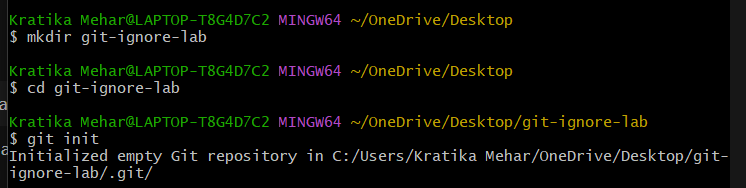 Kratika Mehar@LAPTOP-T8G4D7C2 MINGW64 ~/OneDrive/Desktop
$ mkdir git-ignore-lab
Kratika Mehar@LAPTOP-T8G4D7C2 MINGW64 ~/OneDrive/Desktop
$ cd git-ignore-lab
Kratika Mehar@LAPTOP-T8G4D7C2 MINGW64 ~/OneDrive/Desktop/git-ignore-lab
$ git init
Initialized empty Git repository in C:/Users/Kratika Mehar/OneDrive/Desktop/git-
ignore-lab/.git/